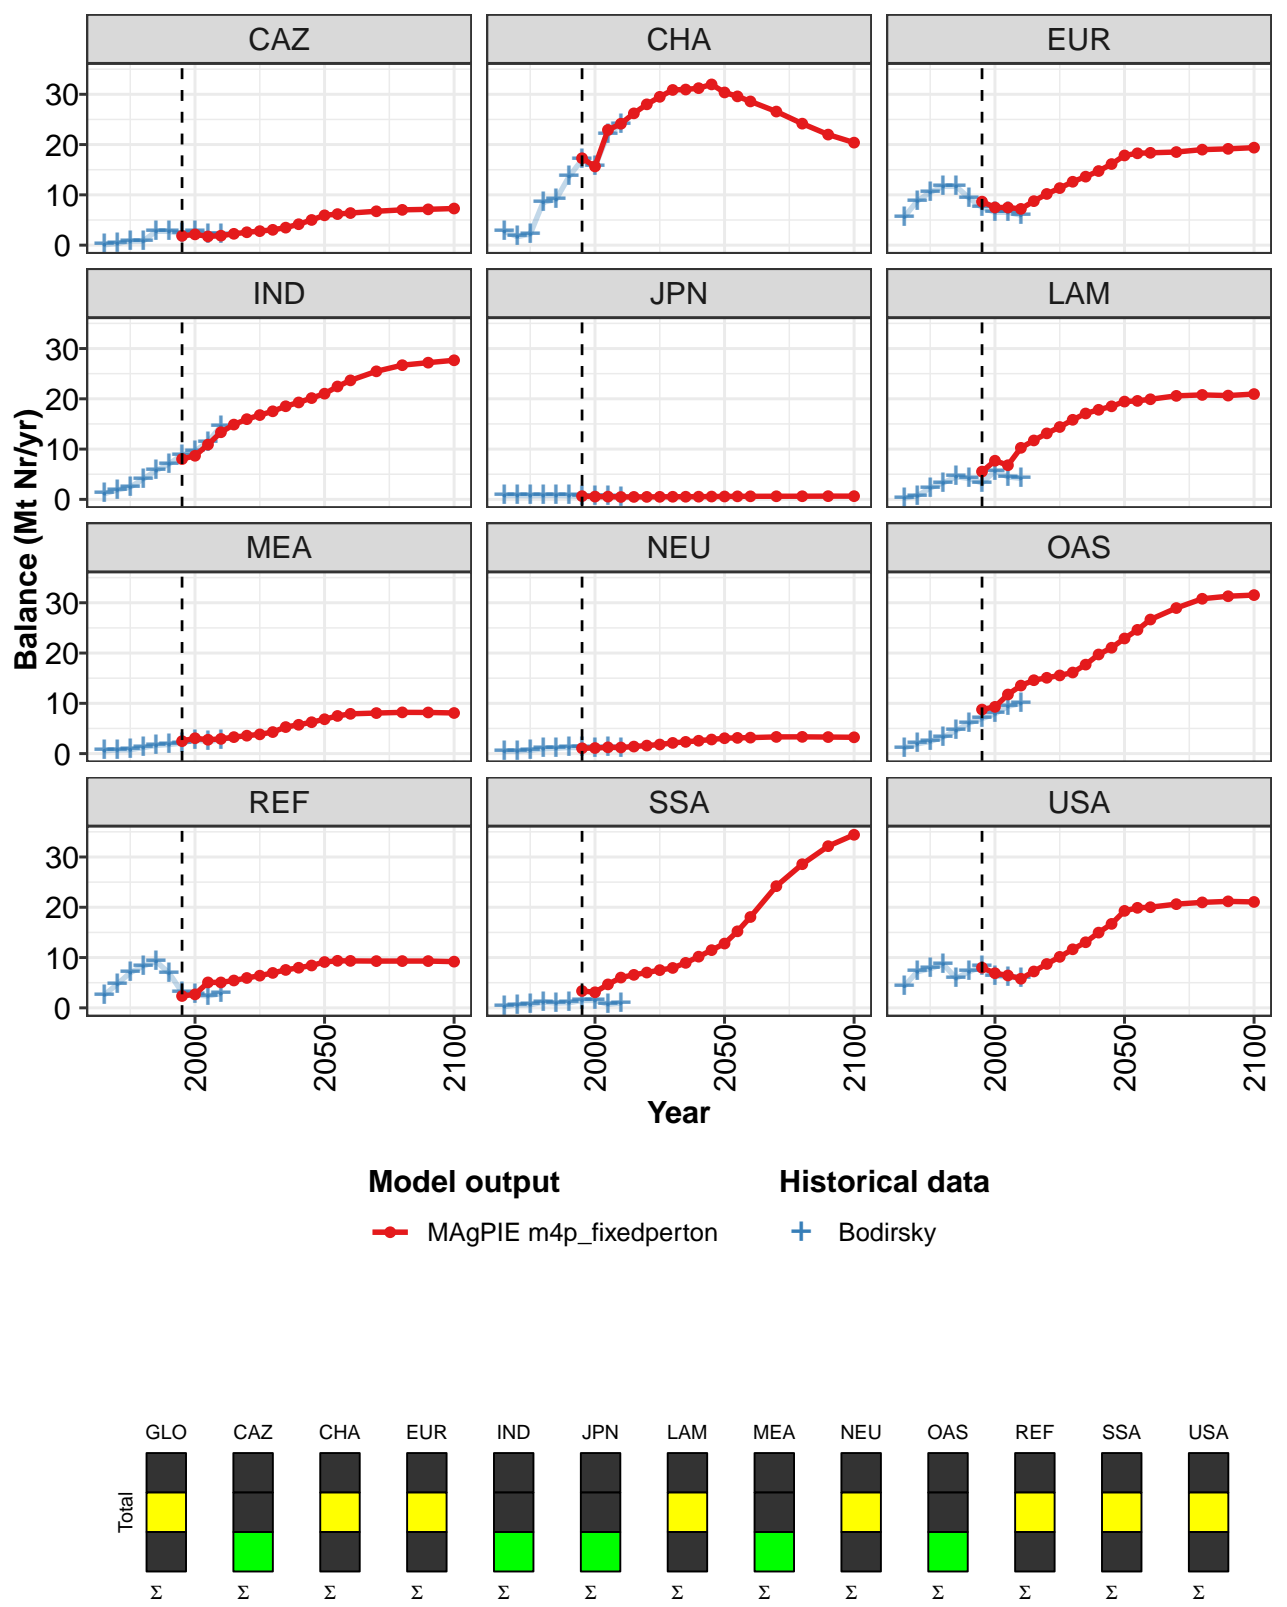 CAZ CHA EUR
30
20
10
0
IND JPN LAM
30
20
10
0
Balance (Mt Nr/yr)
MEA NEU OAS
30
20
10
0
REF SSA USA
30
20
10
0
2000 2050 2100 2000 2050 2100 2000 2050 2100
Year
Model output Historical data
MAgPIE m4p_fixedperton Bodirsky
GLO CAZ CHA EUR IND JPN LAM MEA NEU OAS REF SSA USA
Total
Σ Σ Σ Σ Σ Σ Σ Σ Σ Σ Σ Σ Σ